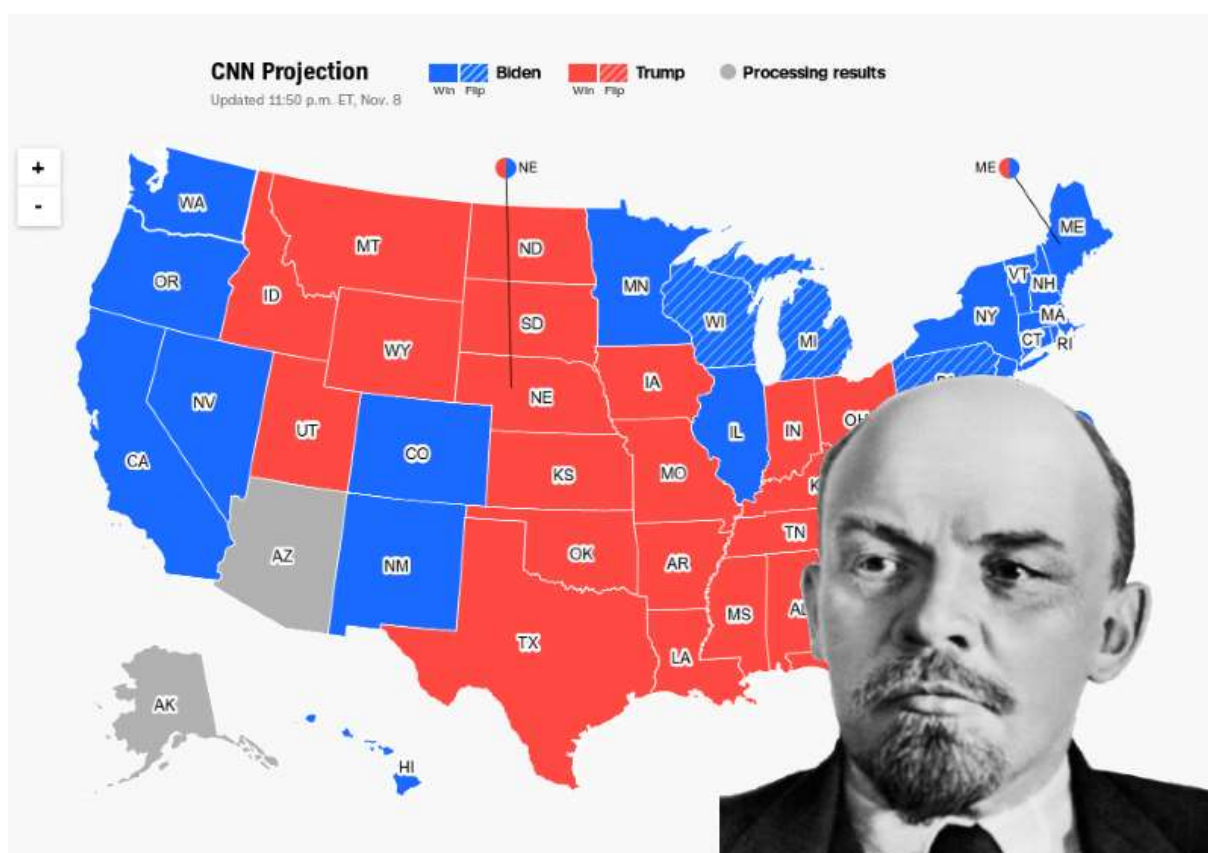 CNN Projection
Biden
Trump
Processing results
Win Flip
Win Flip
Updated 11:50 p.m. ET, Nov. 8
+
-
NE
ME
WA
MT
ND
ME
OR
ID
MN
VT
NH
SD
WI
NY
MA
MI
CT
RI
WY
NE
IA
NV
UT
CO
IL
IN
OH
CA
KS
MO
AZ
NM
OK
AR
TN
TX
MS
AL
LA
AK
HI